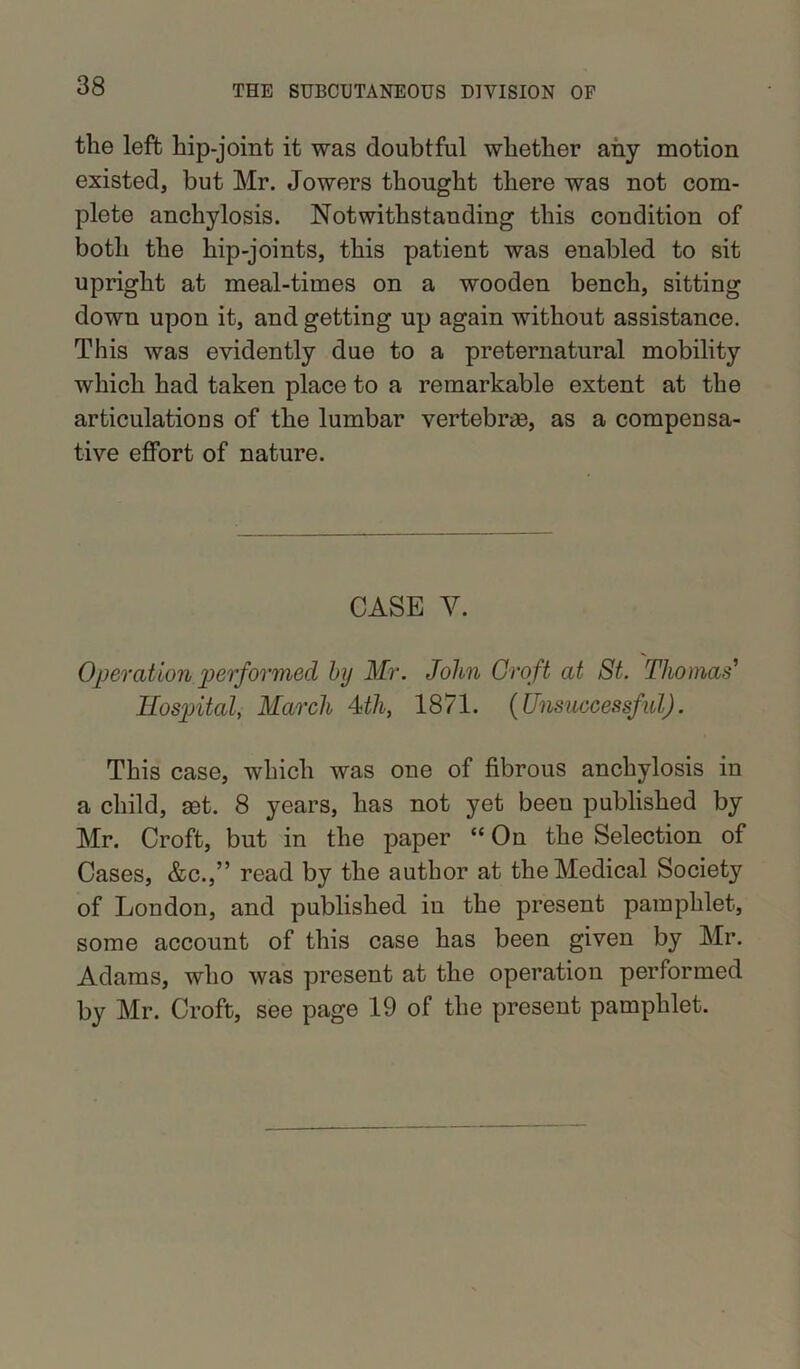 38
THE SUBCUTANEOUS DIVISION OF
the left hip-joint it was doubtful whether any motion
existed, but Mr. Jowers thought there was not com-
plete anchylosis. Notwithstanding this condition of
both the hip-joints, this patient was enabled to sit
upright at meal-times on a wooden bench, sitting
down upon it, and getting up again without assistance.
This was evidently due to a preternatural mobility
which had taken place to a remarkable extent at the
articulations of the lumbar vertebræ, as a compensa-
tive effort of nature.
CASE V.
Operation performed by Mr. John Croft at St. Thomas'
Hospital, March 4th, 1871. (Unsuccessful).
This case, which was one of fibrous anchylosis in
a child, æt. 8 years, has not yet been published by
Mr. Croft, but in the paper “On the Selection of
Cases, &c.,” read by the author at the Medical Society
of London, and published in the present pamphlet,
some account of this case has been given by Mr.
Adams, who was present at the operation performed
by Mr. Croft, see page 19 of the present pamphlet.